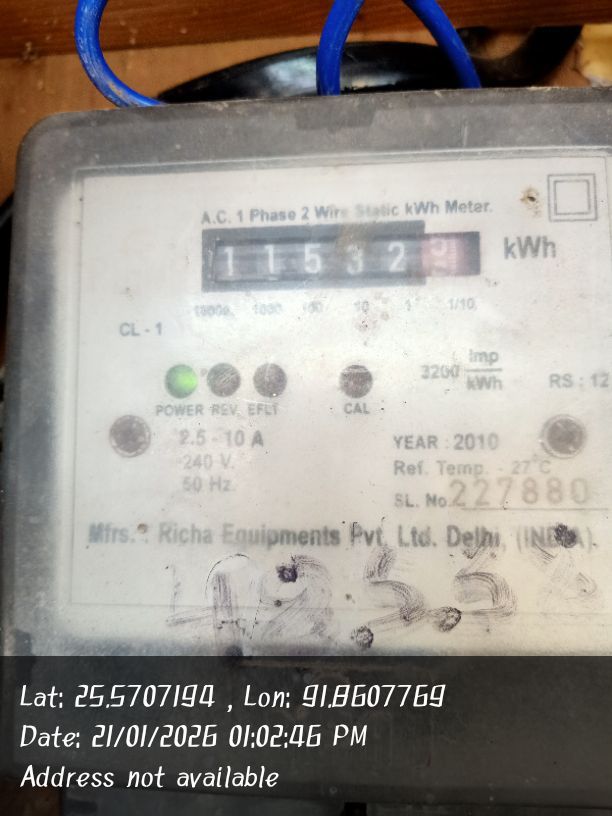 A.C. 1 Phase 2 Wire Static kWh Meter.
11532 kWh
10000 1000 100 10 1 1/10
CL - 1
3200 Imp/kWh
RS : 12
POWER REV EFLT CAL
2.5 - 10 A
240 V.
50 Hz.
YEAR : 2010
Ref. Temp. - 27°C
SL. No. 227880
Mfrs. : Richa Equipments Pvt. Ltd. Delhi, (INDIA).
Lat: 25.5707194 , Lon: 91.8607769
Date: 21/01/2026 01:02:46 PM
Address not available